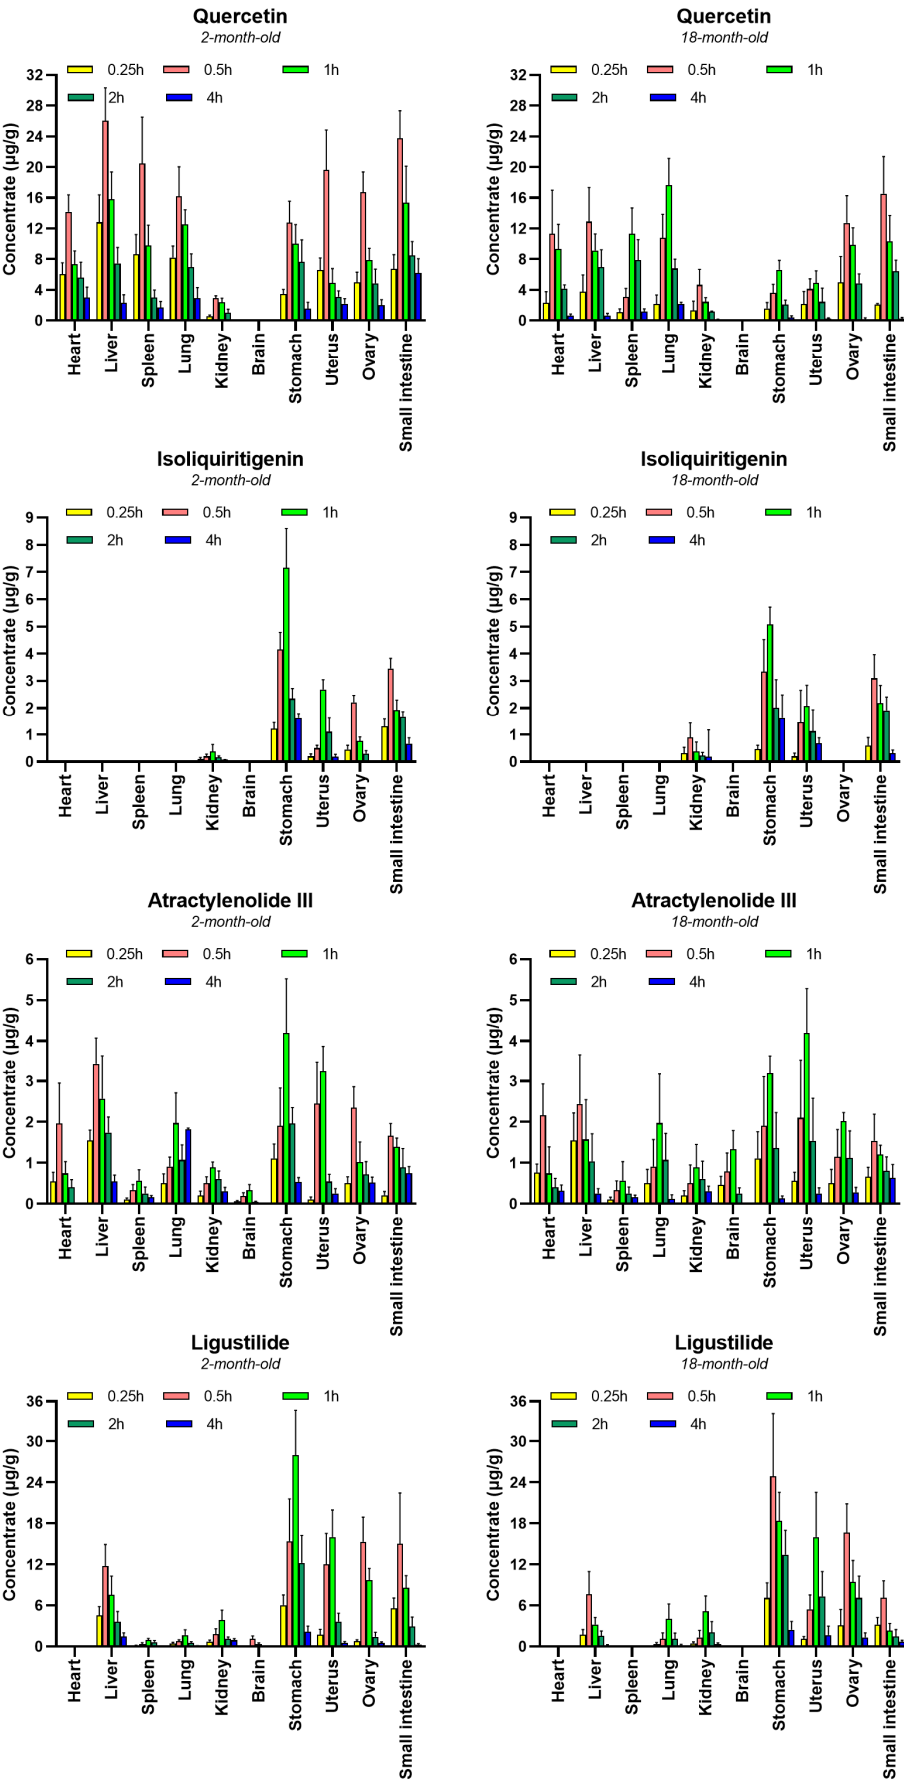 Quercetin
2-month-old
0.25h 0.5h 1h
2h 4h
Concentrate (μg/g)
32
28
24
20
16
12
8
4
0
Heart Liver Spleen Lung Kidney Brain Stomach Uterus Ovary Small intestine
Quercetin
18-month-old
0.25h 0.5h 1h
2h 4h
Concentrate (μg/g)
32
28
24
20
16
12
8
4
0
Heart Liver Spleen Lung Kidney Brain Stomach Uterus Ovary Small intestine
Isoliquiritigenin
2-month-old
0.25h 0.5h 1h
2h 4h
Concentrate (μg/g)
9
8
7
6
5
4
3
2
1
0
Heart Liver Spleen Lung Kidney Brain Stomach Uterus Ovary Small intestine
Isoliquiritigenin
18-month-old
0.25h 0.5h 1h
2h 4h
Concentrate (μg/g)
9
8
7
6
5
4
3
2
1
0
Heart Liver Spleen Lung Kidney Brain Stomach Uterus Ovary Small intestine
Atractylenolide III
2-month-old
0.25h 0.5h 1h
2h 4h
Concentrate (μg/g)
6
5
4
3
2
1
0
Heart Liver Spleen Lung Kidney Brain Stomach Uterus Ovary Small intestine
Atractylenolide III
18-month-old
0.25h 0.5h 1h
2h 4h
Concentrate (μg/g)
6
5
4
3
2
1
0
Heart Liver Spleen Lung Kidney Brain Stomach Uterus Ovary Small intestine
Ligustilide
2-month-old
0.25h 0.5h 1h
2h 4h
Concentrate (μg/g)
36
30
24
18
12
6
0
Heart Liver Spleen Lung Kidney Brain Stomach Uterus Ovary Small intestine
Ligustilide
18-month-old
0.25h 0.5h 1h
2h 4h
Concentrate (μg/g)
36
30
24
18
12
6
0
Heart Liver Spleen Lung Kidney Brain Stomach Uterus Ovary Small intestine